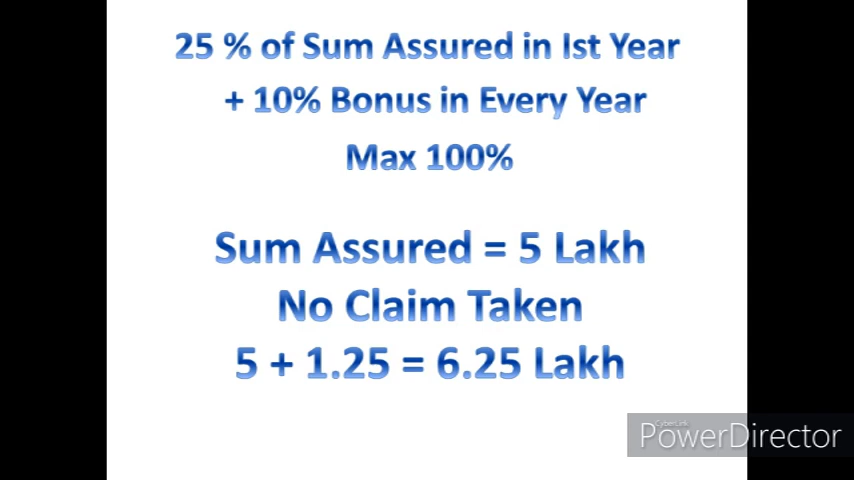 25 % of Sum Assured in Ist Year
+ 10% Bonus in Every Year
Max 100%
Sum Assured = 5 Lakh
No Claim Taken
5 + 1.25 = 6.25 Lakh
CyberLink
PowerDirector